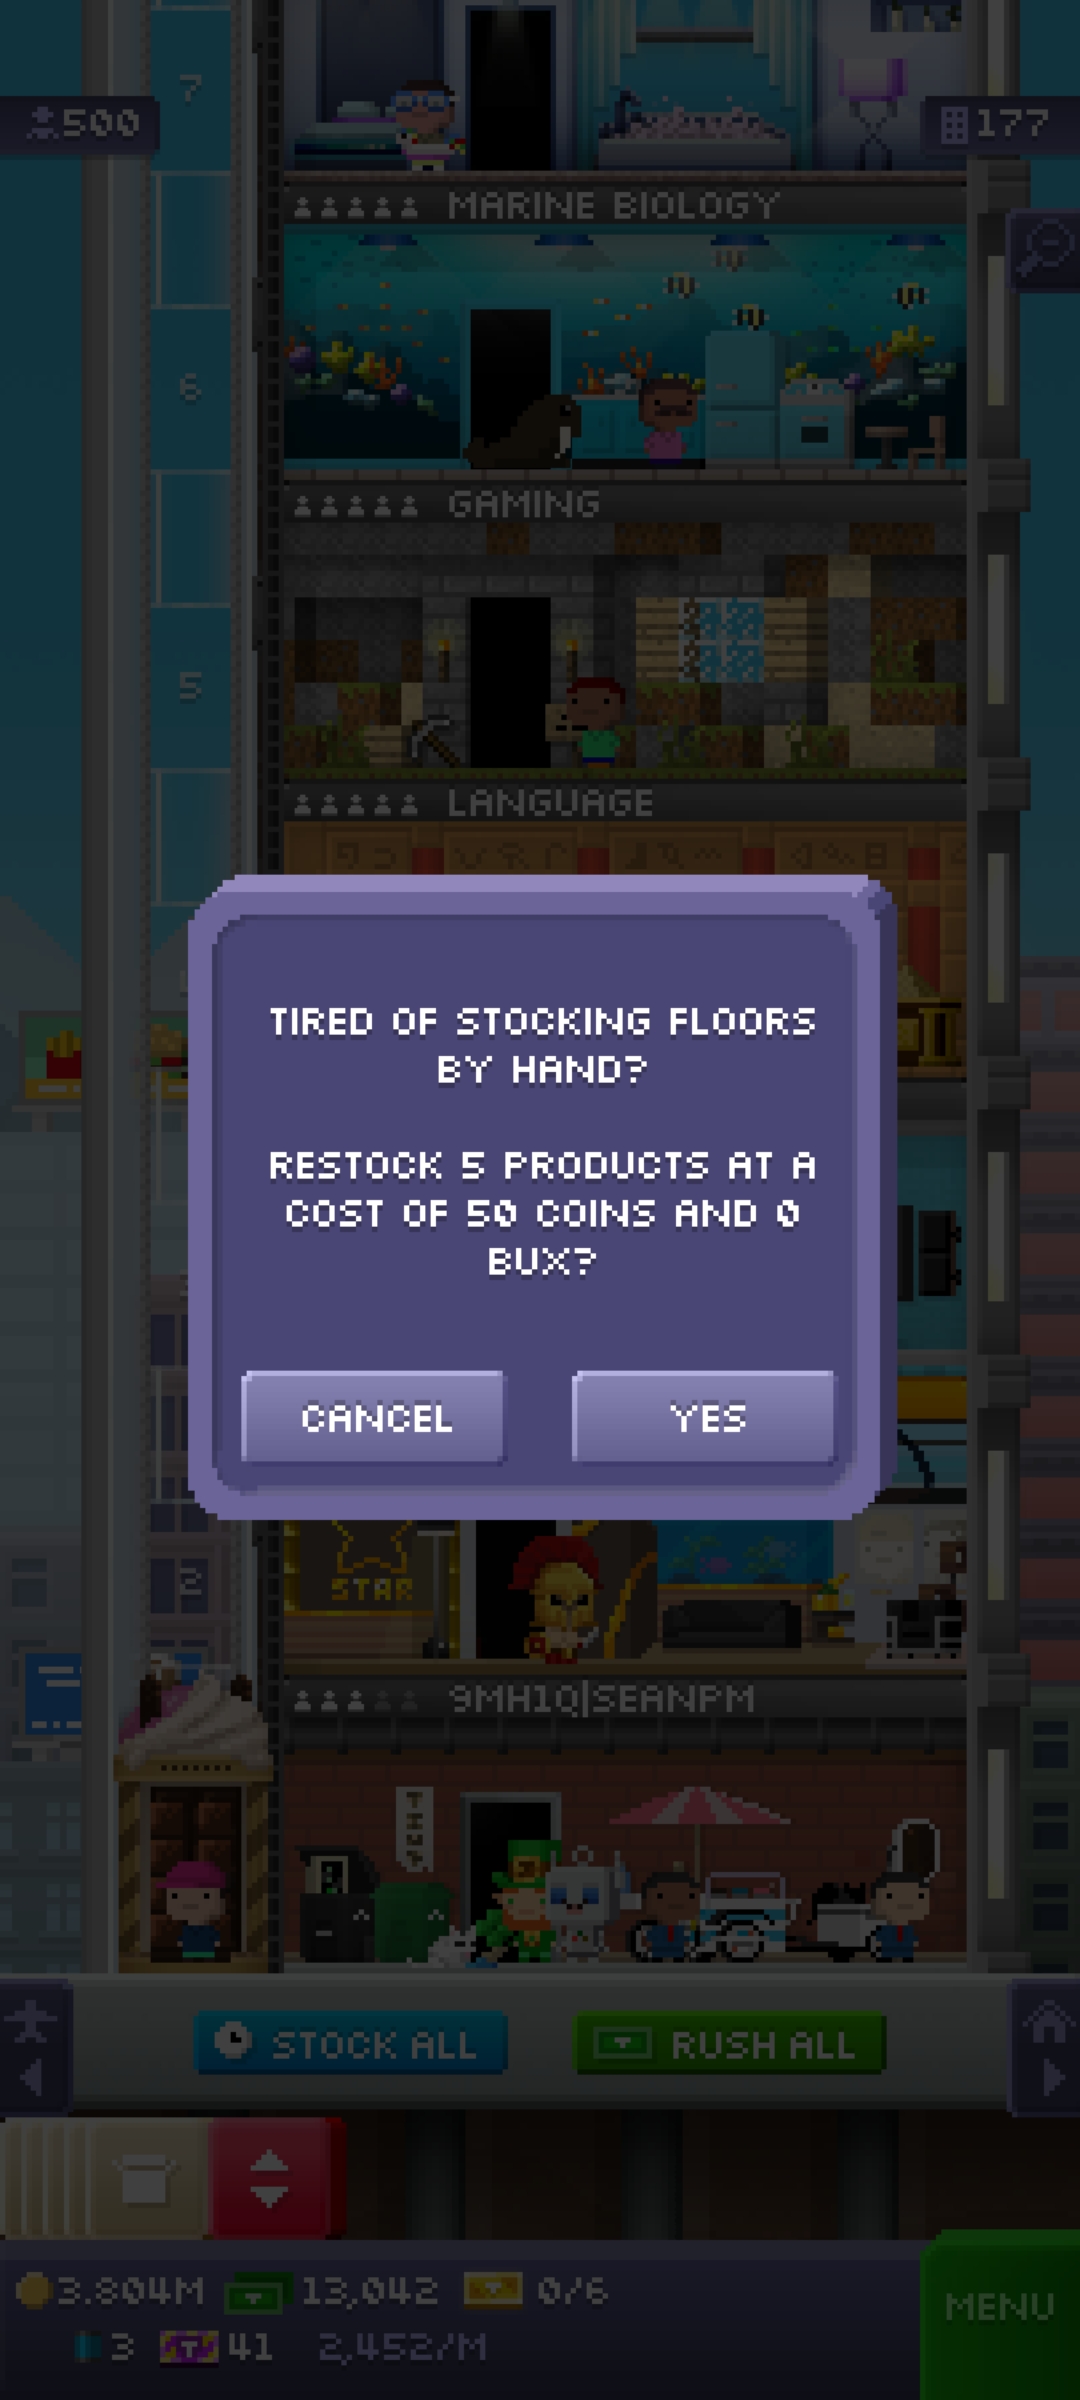 7
500
177
MARINE BIOLOGY
6
GAMING
5
LANGUAGE
TIRED OF STOCKING FLOORS
BY HAND?
RESTOCK 5 PRODUCTS AT A
COST OF 50 COINS AND 0
BUX?
CANCEL
YES
2
STAR
9MH1Q|SEANPM
STOCK ALL
RUSH ALL
3.804M
13,042
0/6
MENU
3
41
2,452/M